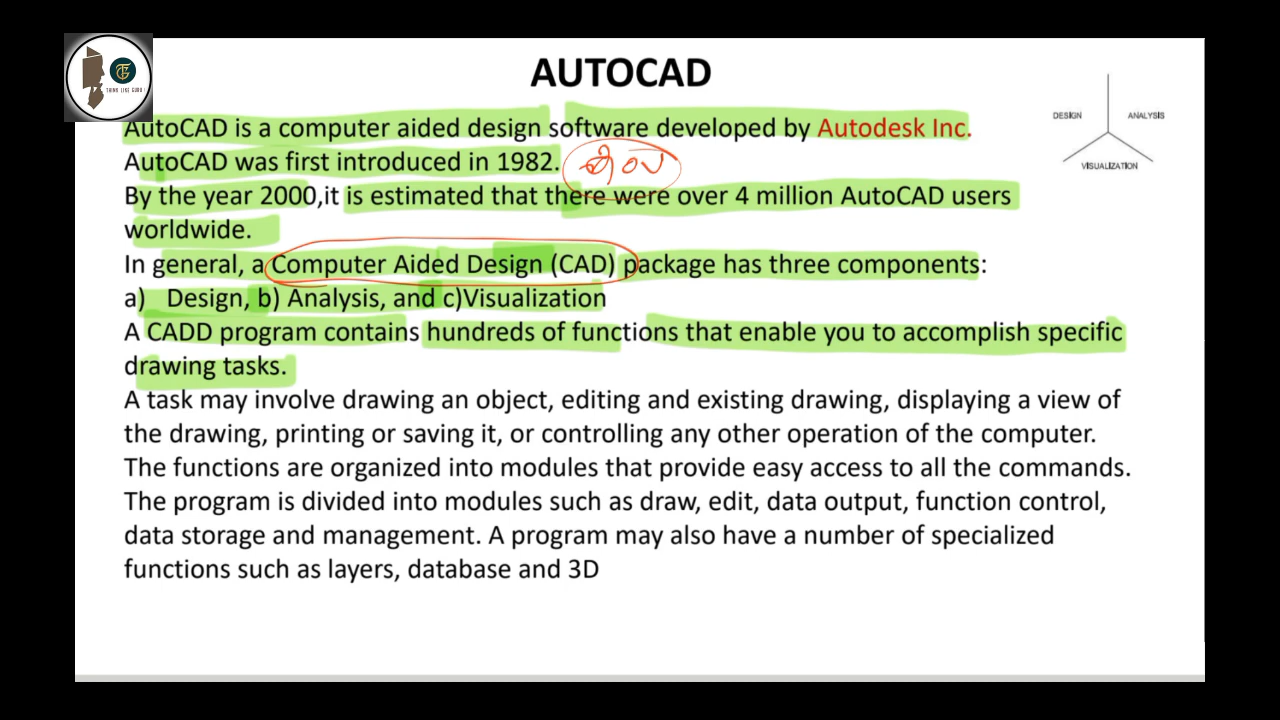 THINK LIKE GURU !
AUTOCAD
DESIGN
ANALYSIS
VISUALIZATION
AutoCAD is a computer aided design software developed by Autodesk Inc.
AutoCAD was first introduced in 1982.
By the year 2000,it is estimated that there were over 4 million AutoCAD users
worldwide.
In general, a Computer Aided Design (CAD) package has three components:
a) Design, b) Analysis, and c)Visualization
A CADD program contains hundreds of functions that enable you to accomplish specific
drawing tasks.
A task may involve drawing an object, editing and existing drawing, displaying a view of
the drawing, printing or saving it, or controlling any other operation of the computer.
The functions are organized into modules that provide easy access to all the commands.
The program is divided into modules such as draw, edit, data output, function control,
data storage and management. A program may also have a number of specialized
functions such as layers, database and 3D